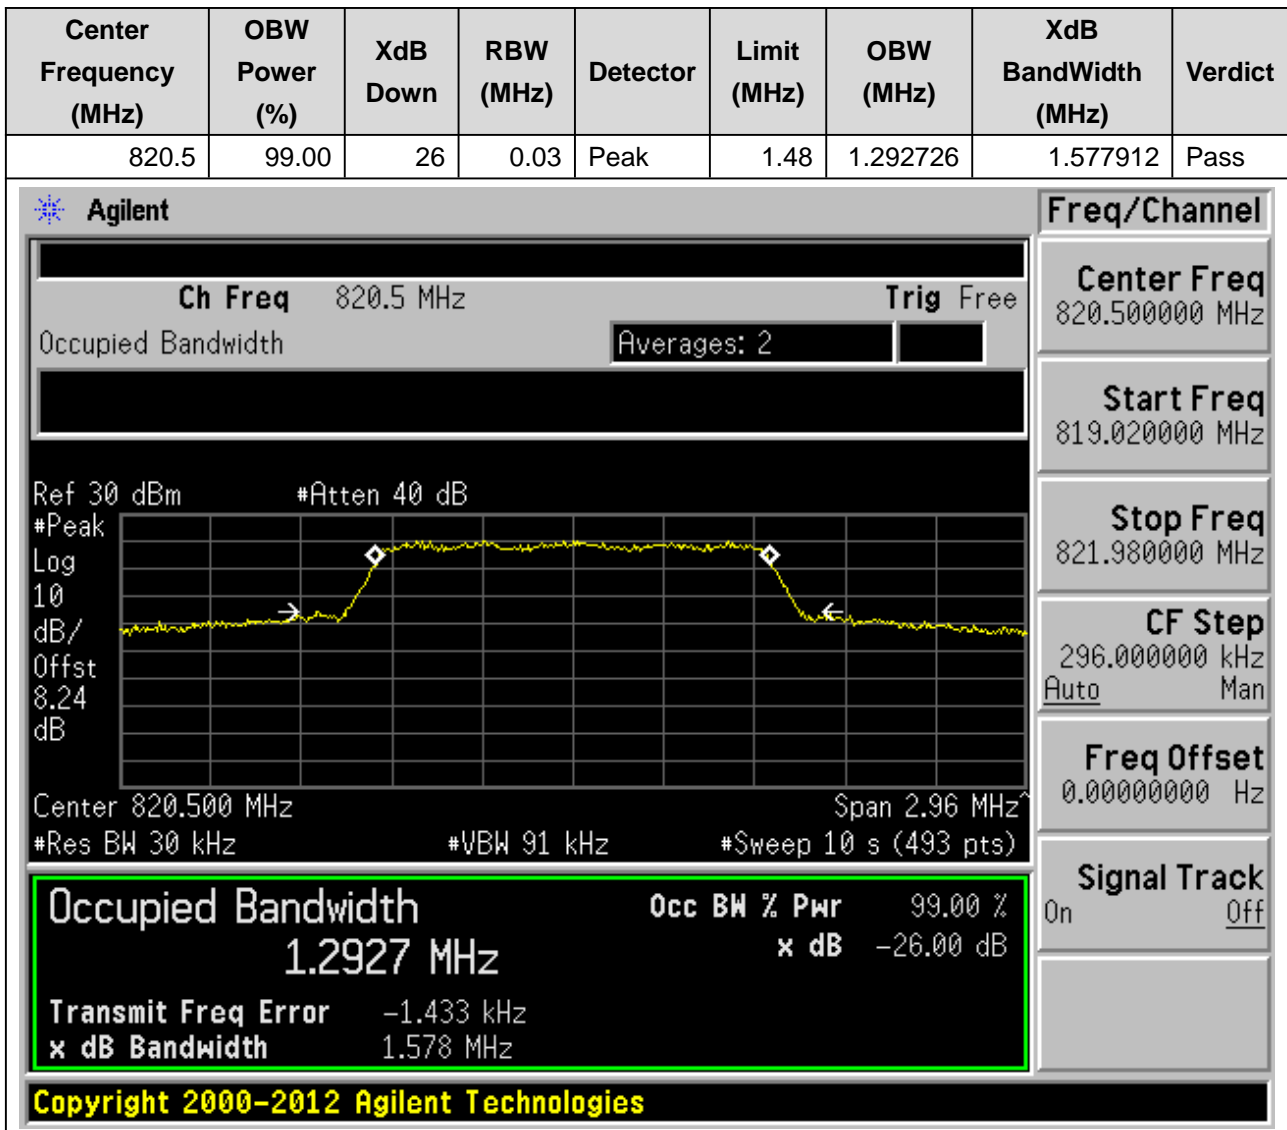 Center Frequency (MHz) OBW Power (%) XdB Down RBW (MHz) Detector Limit (MHz) OBW (MHz) XdB BandWidth (MHz) Verdict
820.5 99.00 26 0.03 Peak 1.48 1.292726 1.577912 Pass
Agilent
Freq/Channel
Ch Freq 820.5 MHz Trig Free
Occupied Bandwidth Averages: 2
Center Freq
820.500000 MHz
Start Freq
819.020000 MHz
Stop Freq
821.980000 MHz
CF Step
296.000000 kHz
Auto Man
Freq Offset
0.00000000 Hz
Signal Track
On Off
Ref 30 dBm #Atten 40 dB
#Peak
Log
10
dB/
Offst
8.24
dB
Center 820.500 MHz Span 2.96 MHz^
#Res BW 30 kHz #VBW 91 kHz #Sweep 10 s (493 pts)
Occupied Bandwidth
1.2927 MHz
Occ BW % Pwr 99.00 %
x dB -26.00 dB
Transmit Freq Error -1.433 kHz
x dB Bandwidth 1.578 MHz
Copyright 2000-2012 Agilent Technologies